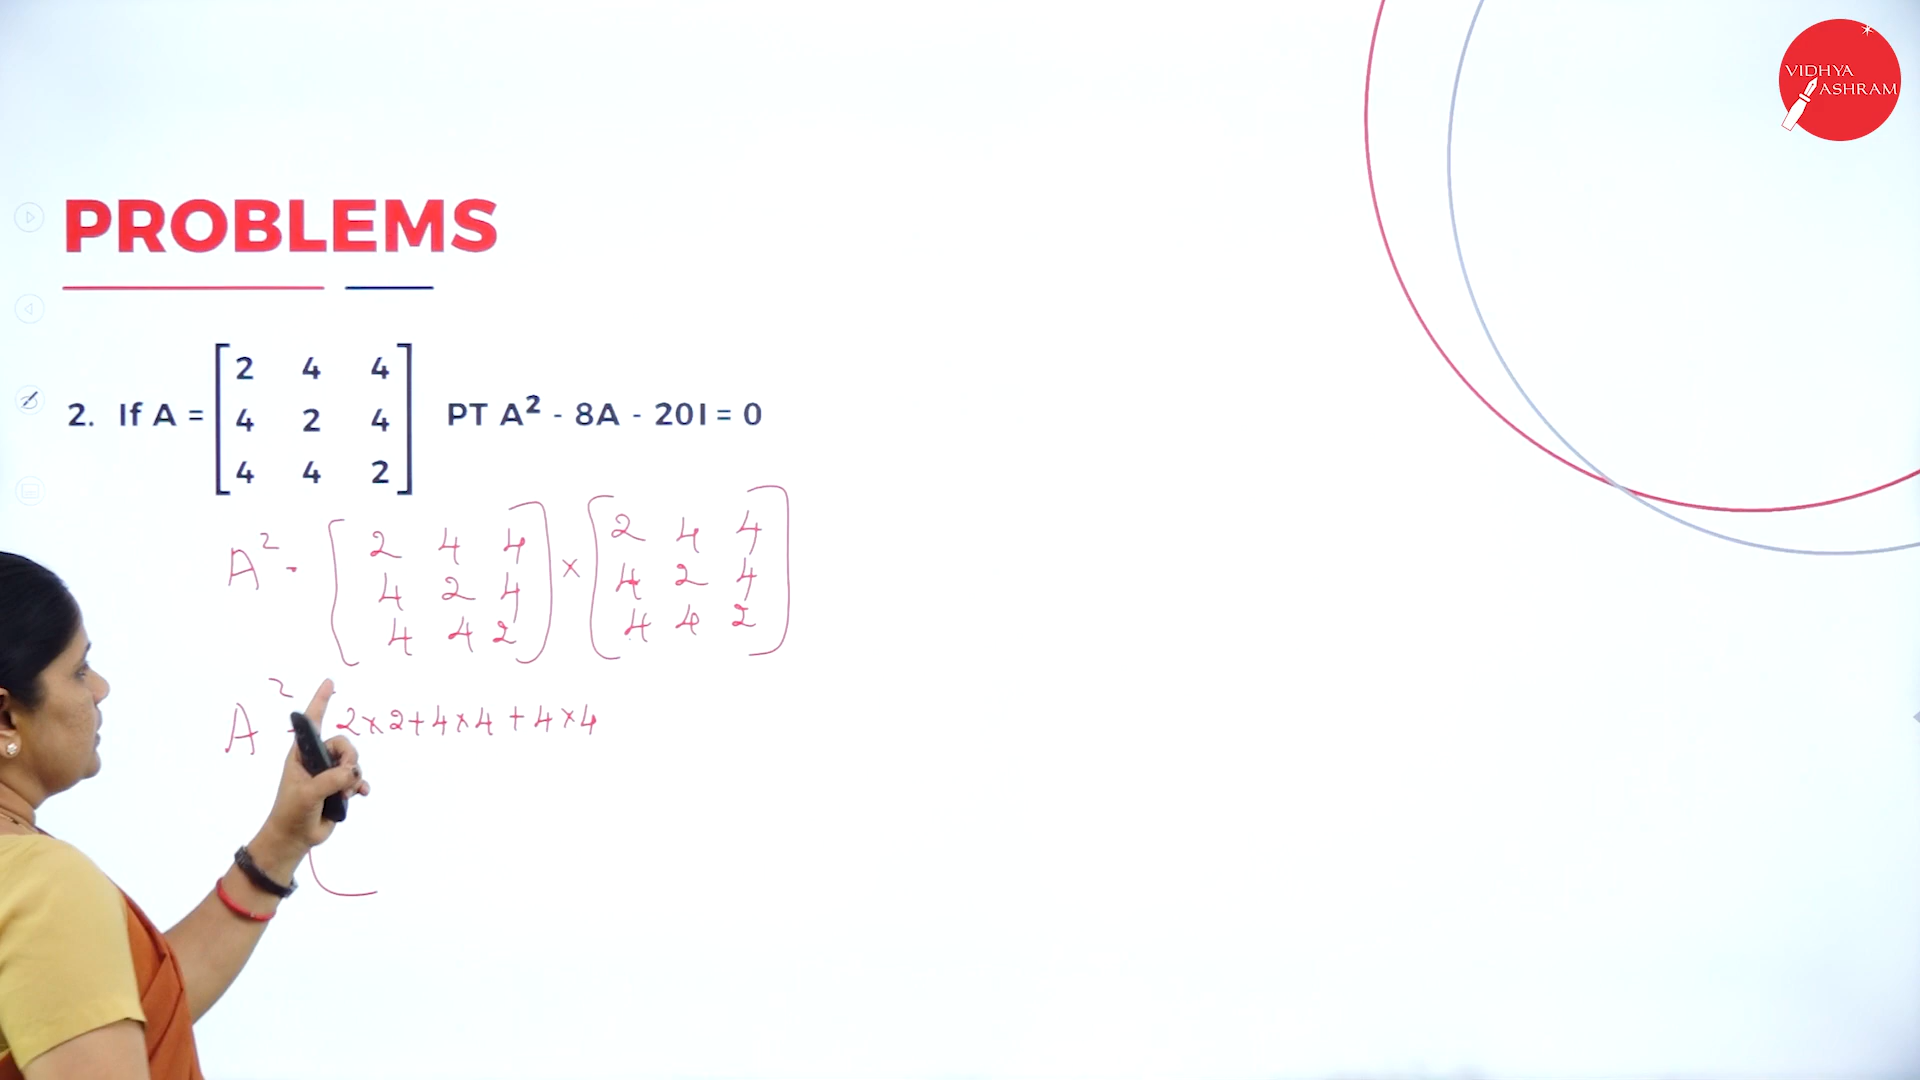 VIDHYA
ASHRAM
PROBLEMS
2 4 4
2. If A = 4 2 4 PT A² - 8A - 20I = 0
4 4 2
2 4 4 2 4 4
A² = 4 2 4 × 4 2 4
4 4 2 4 4 2
A² 2×2+4×4+4×4